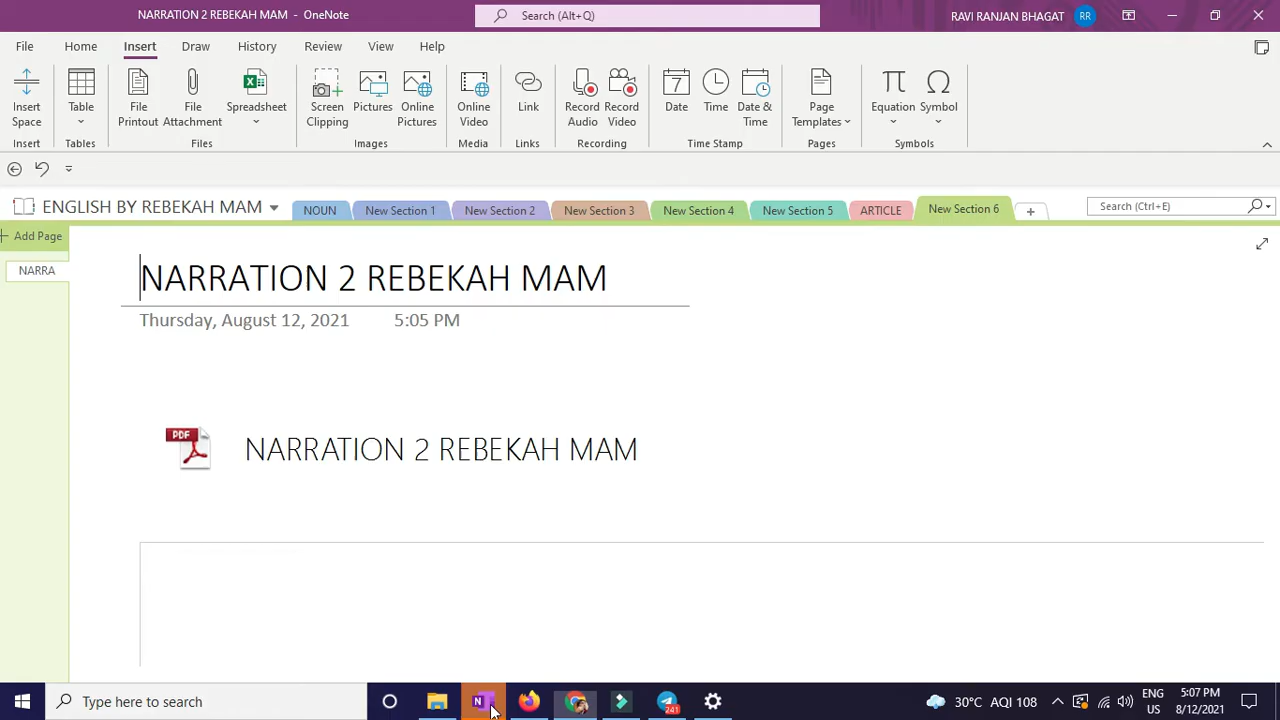 NARRATION 2 REBEKAH MAM - OneNote
Search (Alt+Q)
RAVI RANJAN BHAGAT RR
File Home Insert Draw History Review View Help
Insert Space
Table
File Printout
File Attachment
Spreadsheet
Screen Clipping
Pictures
Online Pictures
Online Video
Link
Record Audio
Record Video
Date
Time
Date & Time
Page Templates
Equation
Symbol
Insert Tables Files Images Media Links Recording Time Stamp Pages Symbols
ENGLISH BY REBEKAH MAM
NOUN New Section 1 New Section 2 New Section 3 New Section 4 New Section 5 ARTICLE New Section 6
Search (Ctrl+E)
Add Page
NARRA
NARRATION 2 REBEKAH MAM
Thursday, August 12, 2021 5:05 PM
PDF
NARRATION 2 REBEKAH MAM
Type here to search
N
241
30°C AQI 108
ENG
US
5:07 PM
8/12/2021